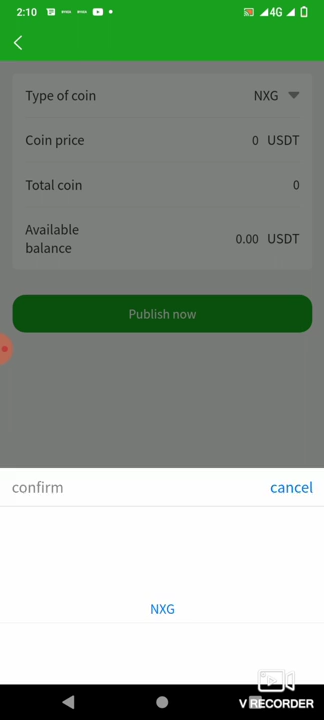 2:10 4G
Type of coin NXG
Coin price 0 USDT
Total coin 0
Available
balance
0.00 USDT
Publish now
confirm cancel
NXG
V RECORDER